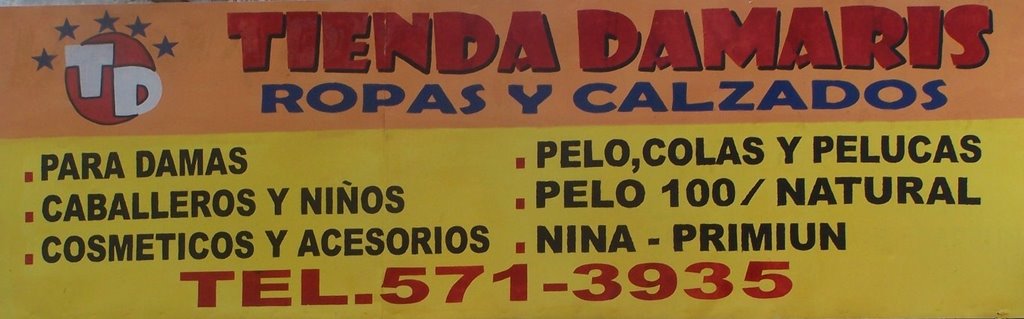 TD
TIENDA DAMARIS
ROPAS Y CALZADOS
. PARA DAMAS
. CABALLEROS Y NIÑOS
. COSMETICOS Y ACESORIOS
. PELO, COLAS Y PELUCAS
PELO 100/ NATURAL
. NINA - PRIMIUN
TEL.571-3935